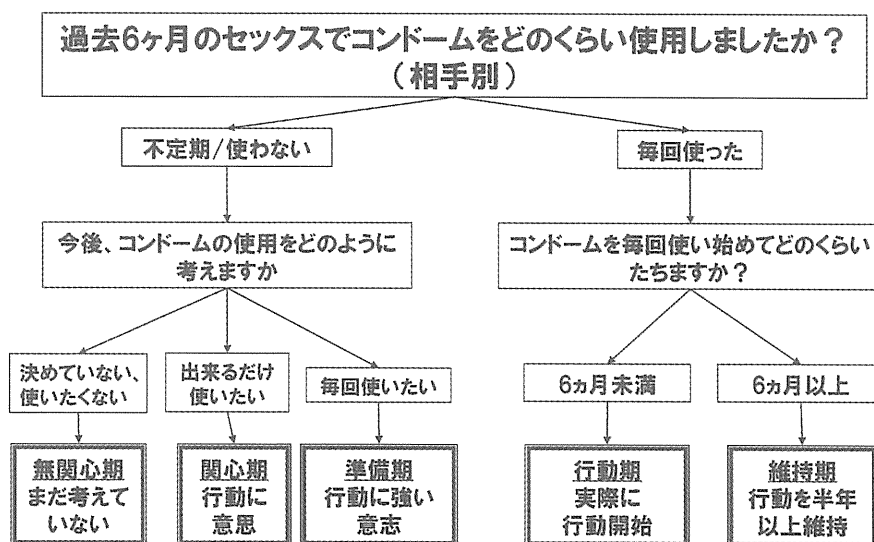 過去6ヶ月のセックスでコンドームをどのくらい使用しましたか？
（相手別）
不定期/使わない
毎回使った
今後、コンドームの使用をどのように
考えますか
コンドームを毎回使い始めてどのくらい
たちますか？
決めていない、
使いたくない
出来るだけ
使いたい
毎回使いたい
6ヵ月未満
6ヵ月以上
無関心期
まだ考えて
いない
関心期
行動に
意思
準備期
行動に強い
意志
行動期
実際に
行動開始
維持期
行動を半年
以上維持